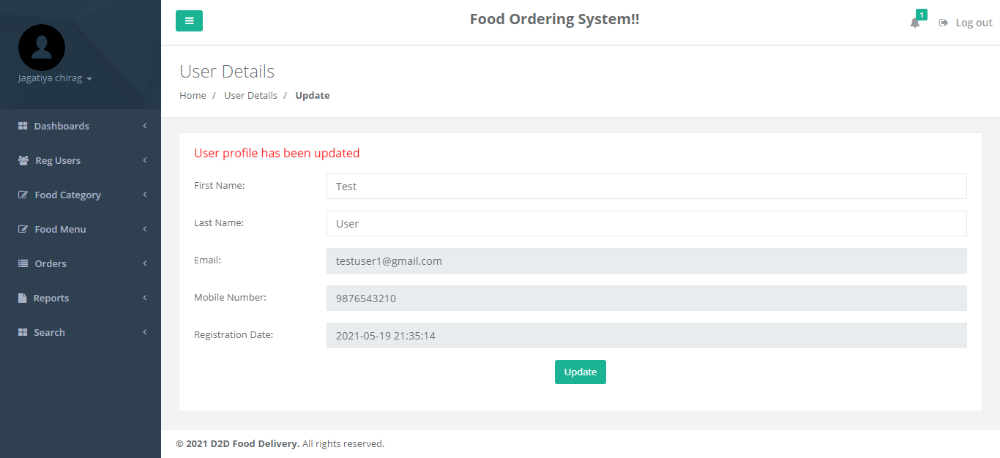 Food Ordering System!!
1
Log out
Jagatiya chirag
Dashboards
Reg Users
Food Category
Food Menu
Orders
Reports
Search
User Details
Home / User Details / Update
User profile has been updated
First Name: Test
Last Name: User
Email: testuser1@gmail.com
Mobile Number: 9876543210
Registration Date: 2021-05-19 21:35:14
Update
© 2021 D2D Food Delivery. All rights reserved.